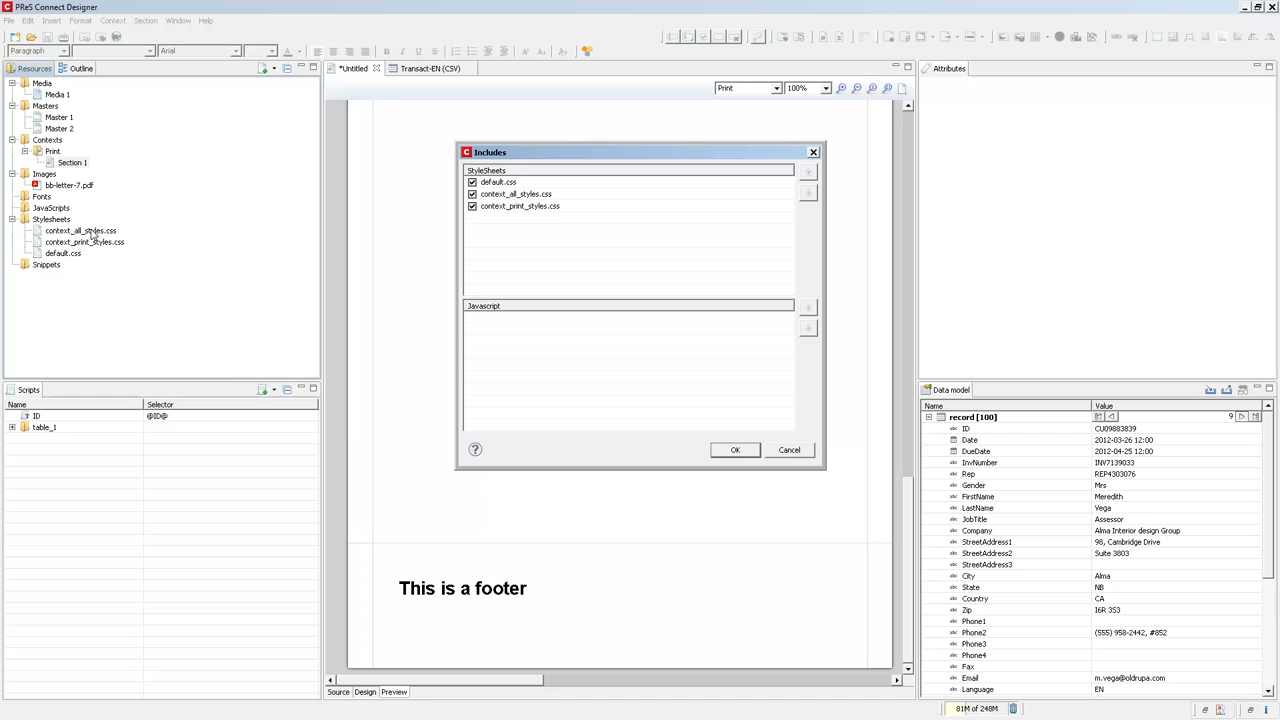 PReS Connect Designer
File Edit Insert Format Context Section Window Help
Paragraph Arial
Resources Outline
*Untitled Transact-EN (CSV)
Attributes
Print 100%
Media
Media 1
Masters
Master 1
Master 2
Contexts
Print
Section 1
Images
bb-letter-7.pdf
Fonts
JavaScripts
Stylesheets
context_all_styles.css
context_print_styles.css
default.css
Snippets
Includes
StyleSheets
default.css
context_all_styles.css
context_print_styles.css
Javascript
OK Cancel
This is a footer
Source Design Preview
Scripts
Name Selector
ID @ID@
table_1
Data model
Name Value
record [100] 9
ID CU09883839
Date 2012-03-26 12:00
DueDate 2012-04-25 12:00
InvNumber INV7139033
Rep REP4303076
Gender Mrs
FirstName Meredith
LastName Vega
JobTitle Assessor
Company Alma Interior design Group
StreetAddress1 98, Cambridge Drive
StreetAddress2 Suite 3803
StreetAddress3
City Alma
State NB
Country CA
Zip I6R 353
Phone1
Phone2 (555) 958-2442, #852
Phone3
Phone4
Fax
Email m.vega@oldrupa.com
Language EN
81M of 248M